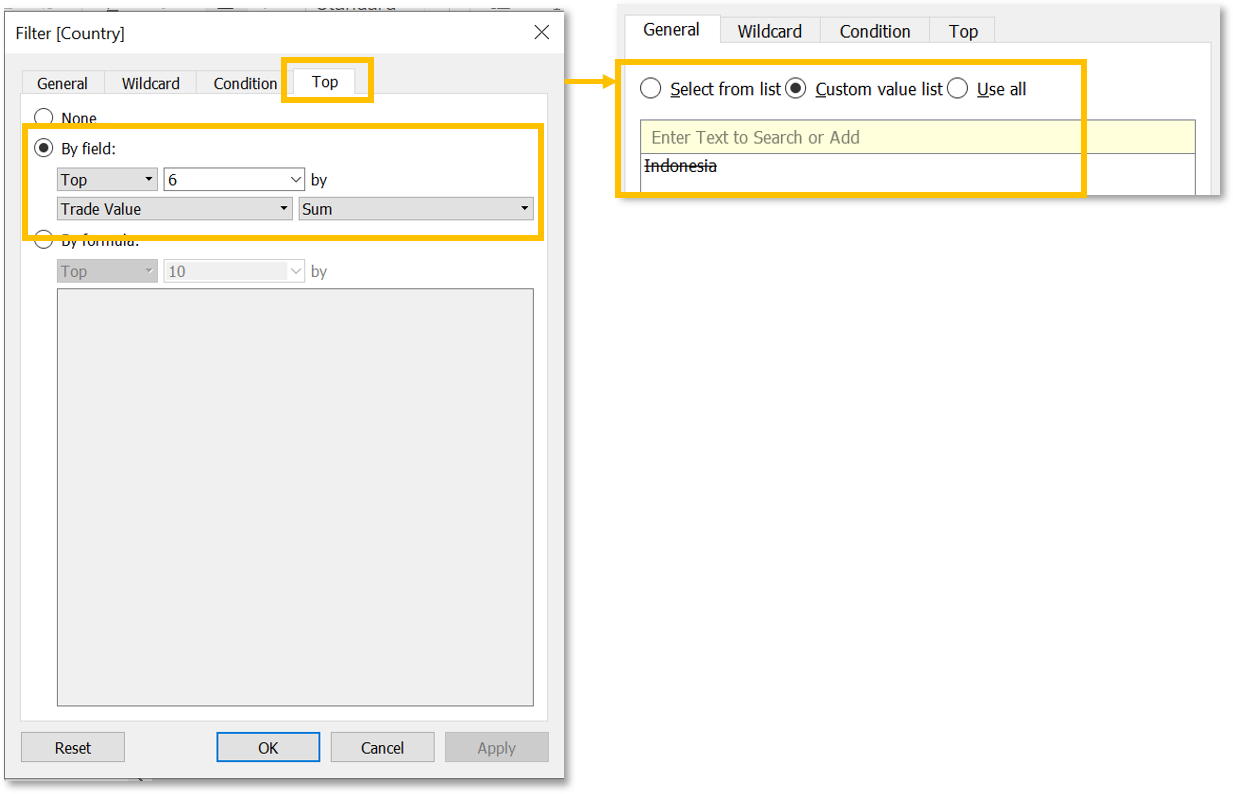 Standard
Filter [Country]
General Wildcard Condition Top
None
By field:
Top 6 by
Trade Value Sum
By formula:
Top 10 by
Reset OK Cancel Apply
General Wildcard Condition Top
Select from list Custom value list Use all
Enter Text to Search or Add
Indonesia